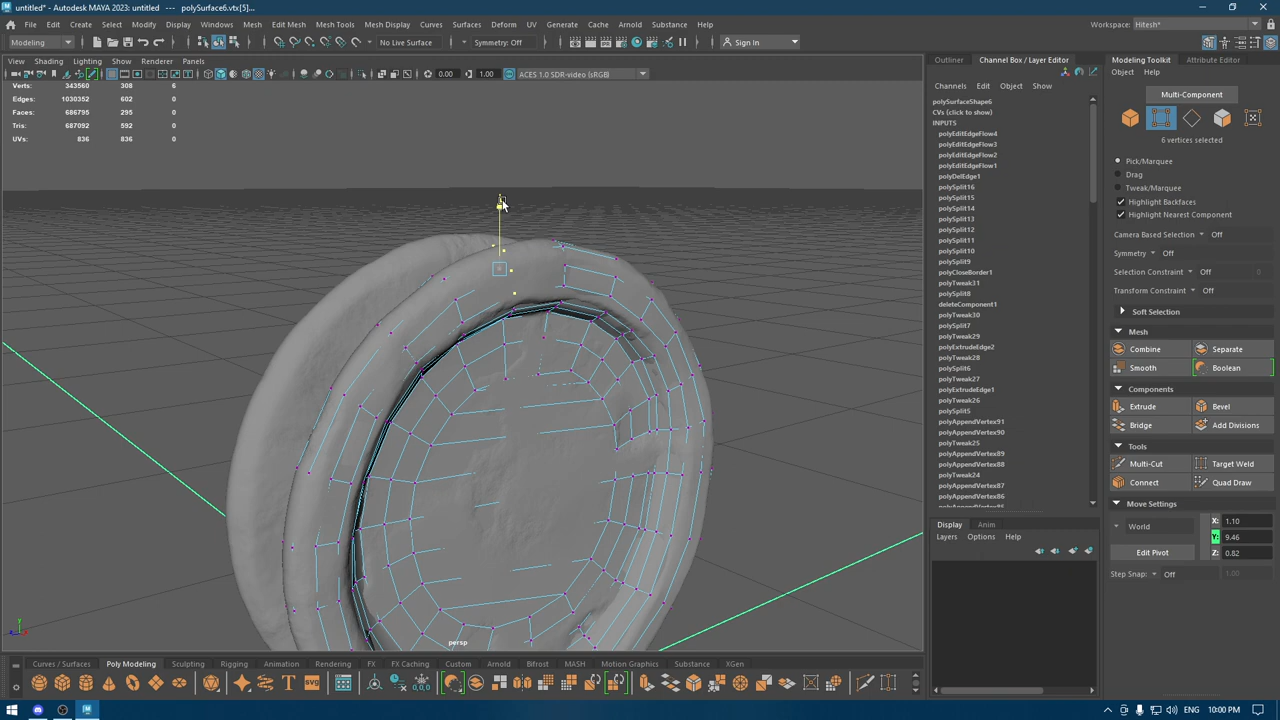 untitled* - Autodesk MAYA 2023: untitled --- polySurface6.vtx[5]...
File Edit Create Select Modify Display Windows Mesh Edit Mesh Mesh Tools Mesh Display Curves Surfaces Deform UV Generate Cache Arnold Substance Help
Workspace: Hitesh*
Modeling No Live Surface Symmetry: Off Sign In
View Shading Lighting Show Renderer Panels
0.00 1.00 ACES 1.0 SDR-video (sRGB)
Verts: 343560 308 6
Edges: 1030352 602 0
Faces: 686795 295 0
Tris: 687092 592 0
UVs: 836 836 0
persp
Outliner Channel Box / Layer Editor
Channels Edit Object Show
polySurfaceShape6
CVs (click to show)
INPUTS
polyEditEdgeFlow4
polyEditEdgeFlow3
polyEditEdgeFlow2
polyEditEdgeFlow1
polyDelEdge1
polySplit16
polySplit15
polySplit14
polySplit13
polySplit12
polySplit11
polySplit10
polySplit9
polyCloseBorder1
polyTweak31
polySplit8
deleteComponent1
polyTweak30
polySplit7
polyTweak29
polyExtrudeEdge2
polyTweak28
polySplit6
polyTweak27
polyExtrudeEdge1
polyTweak26
polySplit5
polyAppendVertex91
polyAppendVertex90
polyTweak25
polyAppendVertex89
polyAppendVertex88
polyTweak24
polyAppendVertex87
polyAppendVertex86
Display Anim
Layers Options Help
Modeling Toolkit Attribute Editor
Object Help
Multi-Component
6 vertices selected
Pick/Marquee
Drag
Tweak/Marquee
Highlight Backfaces
Highlight Nearest Component
Camera Based Selection Off
Symmetry Off
Selection Constraint Off
Transform Constraint Off
Soft Selection
Mesh
Combine Separate
Smooth Boolean
Components
Extrude Bevel
Bridge Add Divisions
Tools
Multi-Cut Target Weld
Connect Quad Draw
Move Settings
World X: 1.10
Y: 9.46
Edit Pivot Z: 0.82
Step Snap: Off 1.00
Curves / Surfaces Poly Modeling Sculpting Rigging Animation Rendering FX FX Caching Custom Arnold Bifrost MASH Motion Graphics Substance XGen
SVG
0,0,0
ENG 10:00 PM